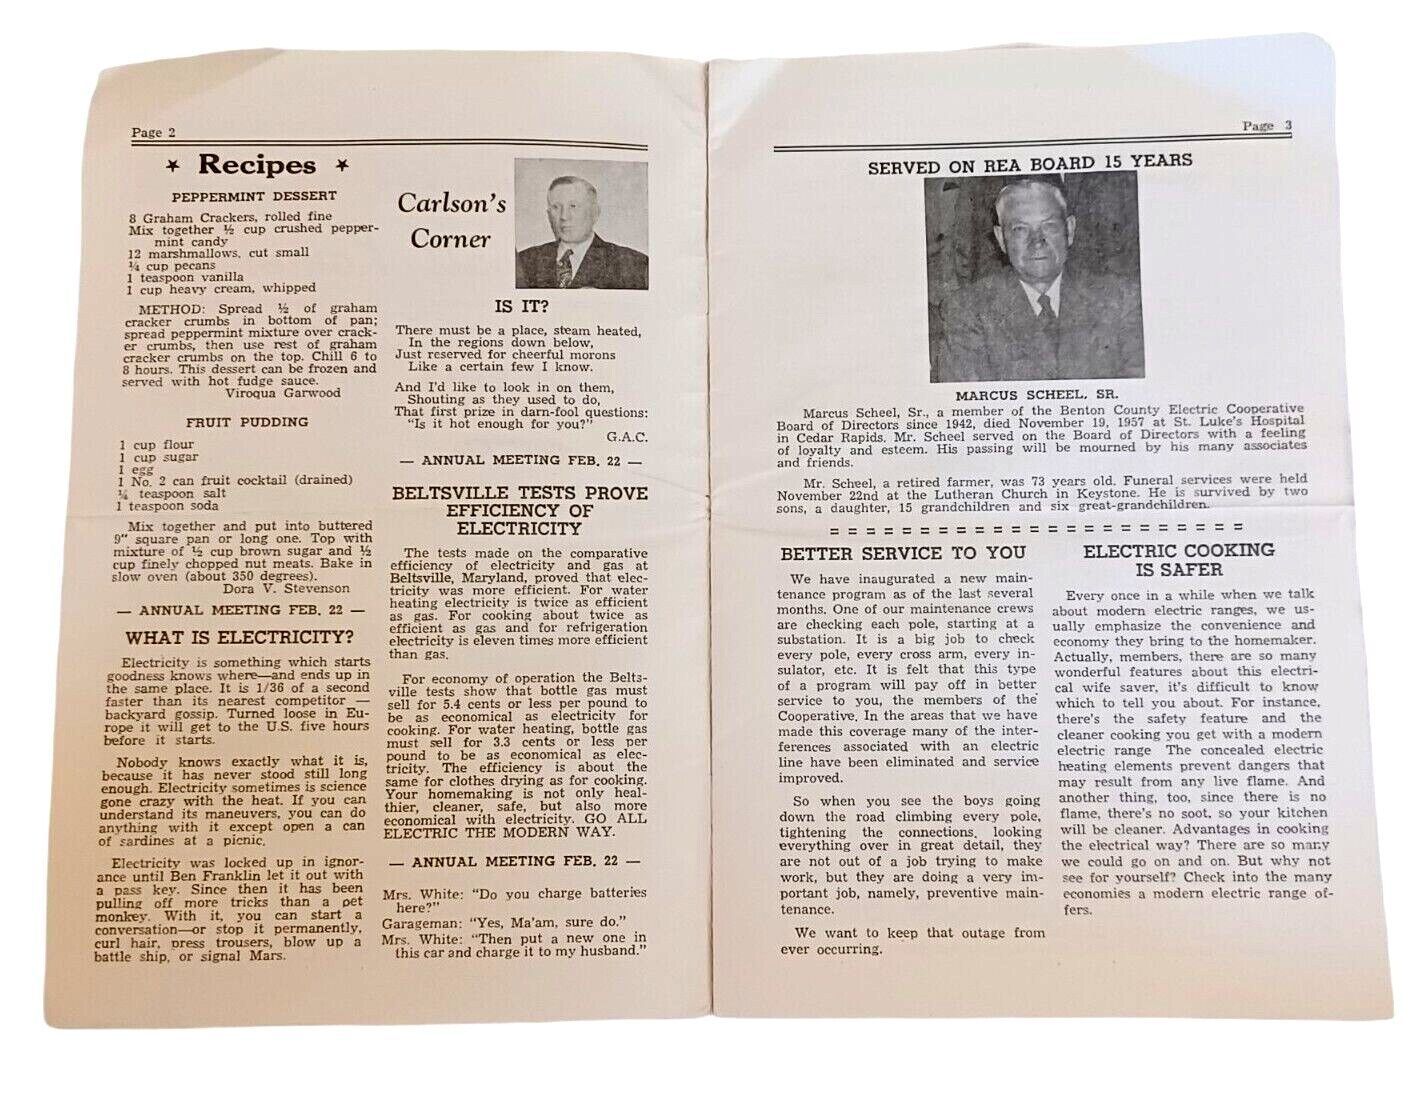 Page 2
★ Recipes ★
PEPPERMINT DESSERT
8 Graham Crackers, rolled fine
Mix together ½ cup crushed pepper-
mint candy
12 marshmallows, cut small
¼ cup pecans
1 teaspoon vanilla
1 cup heavy cream, whipped
METHOD: Spread ½ of graham
cracker crumbs in bottom of pan;
spread peppermint mixture over crack-
er crumbs, then use rest of graham
cracker crumbs on the top. Chill 6 to
8 hours. This dessert can be frozen and
served with hot fudge sauce.
Viroqua Garwood
FRUIT PUDDING
1 cup flour
1 cup sugar
1 egg
1 No. 2 can fruit cocktail (drained)
¼ teaspoon salt
1 teaspoon soda
Mix together and put into buttered
9" square pan or long one. Top with
mixture of ½ cup brown sugar and ½
cup finely chopped nut meats. Bake in
slow oven (about 350 degrees).
Dora V. Stevenson
— ANNUAL MEETING FEB. 22 —
WHAT IS ELECTRICITY?
Electricity is something which starts
goodness knows where—and ends up in
the same place. It is 1/36 of a second
faster than its nearest competitor —
backyard gossip. Turned loose in Eu-
rope it will get to the U.S. five hours
before it starts.
Nobody knows exactly what it is,
because it has never stood still long
enough. Electricity sometimes is science
gone crazy with the heat. If you can
understand its maneuvers, you can do
anything with it except open a can
of sardines at a picnic.
Electricity was locked up in ignor-
ance until Ben Franklin let it out with
a pass key. Since then it has been
pulling off more tricks than a pet
monkey. With it, you can start a
conversation—or stop it permanently,
curl hair, press trousers, blow up a
battle ship, or signal Mars.
Carlson's
Corner
IS IT?
There must be a place, steam heated,
In the regions down below,
Just reserved for cheerful morons
Like a certain few I know.
And I'd like to look in on them,
Shouting as they used to do,
That first prize in darn-fool questions:
"Is it hot enough for you?"
G.A.C.
— ANNUAL MEETING FEB. 22 —
BELTSVILLE TESTS PROVE
EFFICIENCY OF
ELECTRICITY
The tests made on the comparative
efficiency of electricity and gas at
Beltsville, Maryland, proved that elec-
tricity was more efficient. For water
heating electricity is twice as efficient
as gas. For cooking about twice as
efficient as gas and for refrigeration
electricity is eleven times more efficient
than gas.
For economy of operation the Belts-
ville tests show that bottle gas must
sell for 5.4 cents or less per pound to
be as economical as electricity for
cooking. For water heating, bottle gas
must sell for 3.3 cents or less per
pound to be as economical as elec-
tricity. The efficiency is about the
same for clothes drying as for cooking.
Your homemaking is not only heal-
thier, cleaner, safe, but also more
economical with electricity. GO ALL
ELECTRIC THE MODERN WAY.
— ANNUAL MEETING FEB. 22 —
Mrs. White: "Do you charge batteries
here?"
Garageman: "Yes, Ma'am, sure do."
Mrs. White: "Then put a new one in
this car and charge it to my husband."
Page 3
SERVED ON REA BOARD 15 YEARS
MARCUS SCHEEL, SR.
Marcus Scheel, Sr., a member of the Benton County Electric Cooperative
Board of Directors since 1942, died November 19, 1957 at St. Luke's Hospital
in Cedar Rapids. Mr. Scheel served on the Board of Directors with a feeling
of loyalty and esteem. His passing will be mourned by his many associates
and friends.
Mr. Scheel, a retired farmer, was 73 years old. Funeral services were held
November 22nd at the Lutheran Church in Keystone. He is survived by two
sons, a daughter, 15 grandchildren and six great-grandchildren.
BETTER SERVICE TO YOU
We have inaugurated a new main-
tenance program as of the last several
months. One of our maintenance crews
are checking each pole, starting at a
substation. It is a big job to check
every pole, every cross arm, every in-
sulator, etc. It is felt that this type
of a program will pay off in better
service to you, the members of the
Cooperative. In the areas that we have
made this coverage many of the inter-
ferences associated with an electric
line have been eliminated and service
improved.
So when you see the boys going
down the road climbing every pole,
tightening the connections, looking
everything over in great detail, they
are not out of a job trying to make
work, but they are doing a very im-
portant job, namely, preventive main-
tenance.
We want to keep that outage from
ever occurring.
ELECTRIC COOKING
IS SAFER
Every once in a while when we talk
about modern electric ranges, we us-
ually emphasize the convenience and
economy they bring to the homemaker.
Actually, members, there are so many
wonderful features about this electri-
cal wife saver, it's difficult to know
which to tell you about. For instance,
there's the safety feature and the
cleaner cooking you get with a modern
electric range The concealed electric
heating elements prevent dangers that
may result from any live flame. And
another thing, too, since there is no
flame, there's no soot, so your kitchen
will be cleaner. Advantages in cooking
the electrical way? There are so many
we could go on and on. But why not
see for yourself? Check into the many
economies a modern electric range of-
fers.